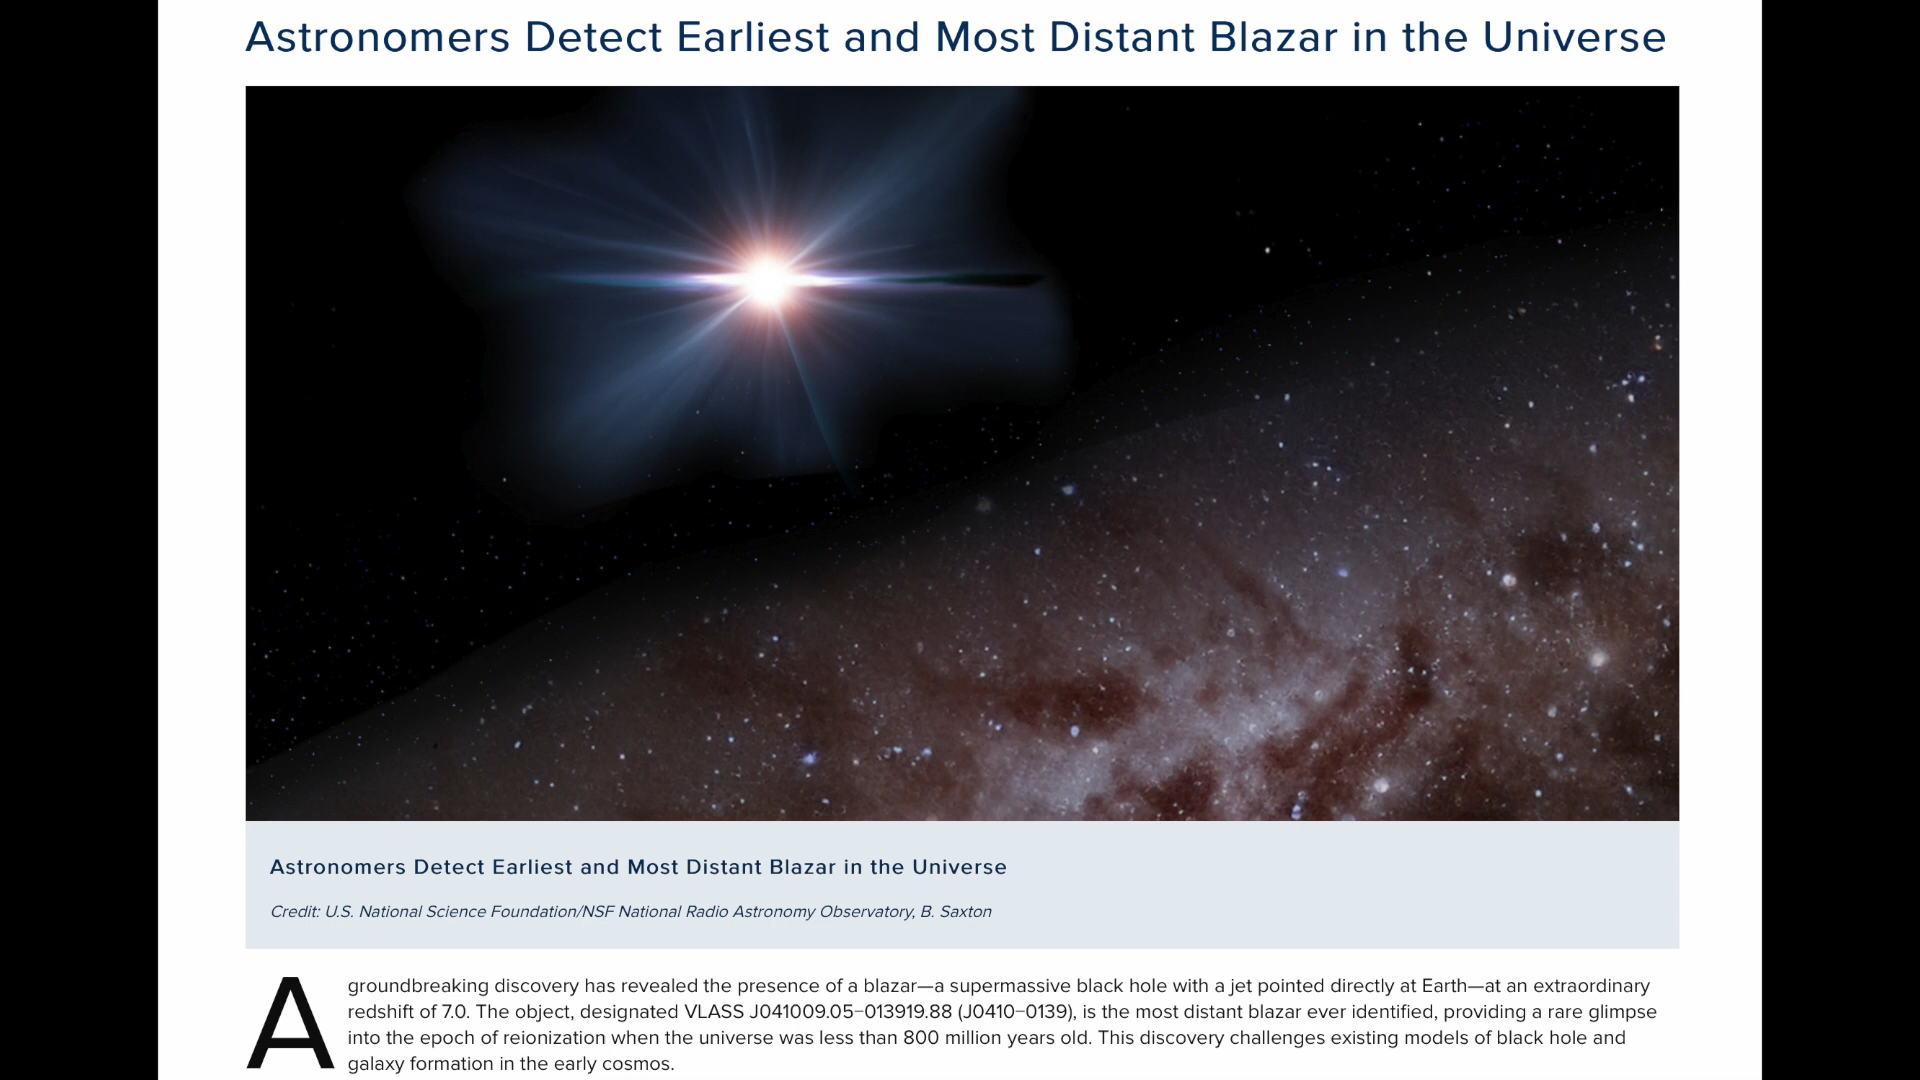 Astronomers Detect Earliest and Most Distant Blazar in the Universe
Astronomers Detect Earliest and Most Distant Blazar in the Universe
Credit: U.S. National Science Foundation/NSF National Radio Astronomy Observatory, B. Saxton
A groundbreaking discovery has revealed the presence of a blazar—a supermassive black hole with a jet pointed directly at Earth—at an extraordinary
redshift of 7.0. The object, designated VLASS J041009.05−013919.88 (J0410−0139), is the most distant blazar ever identified, providing a rare glimpse
into the epoch of reionization when the universe was less than 800 million years old. This discovery challenges existing models of black hole and
galaxy formation in the early cosmos.